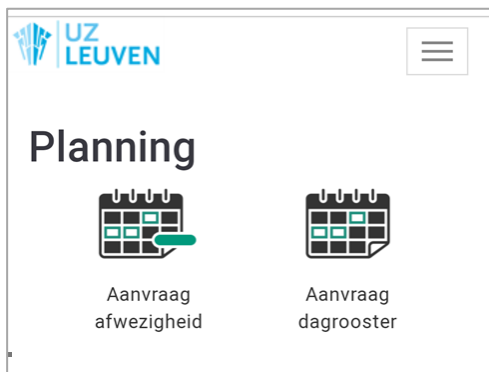 UZ
LEUVEN
Planning
Aanvraag
afwezigheid
Aanvraag
dagrooster